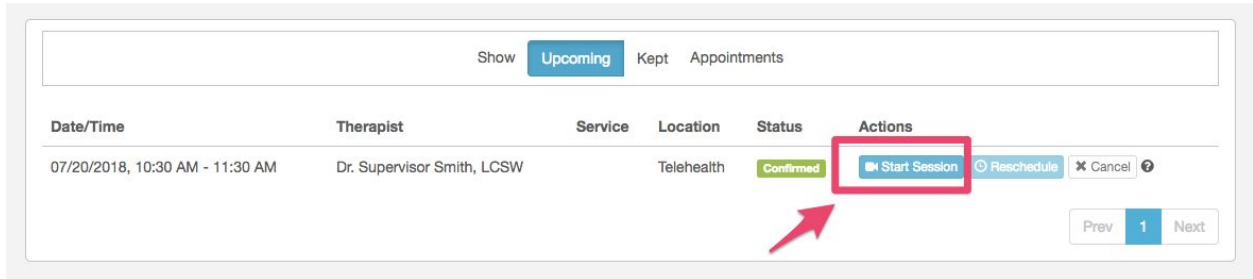 Show Upcoming Kept Appointments
Date/Time Therapist Service Location Status Actions
07/20/2018, 10:30 AM - 11:30 AM Dr. Supervisor Smith, LCSW Telehealth Confirmed Start Session Reschedule Cancel
Prev 1 Next